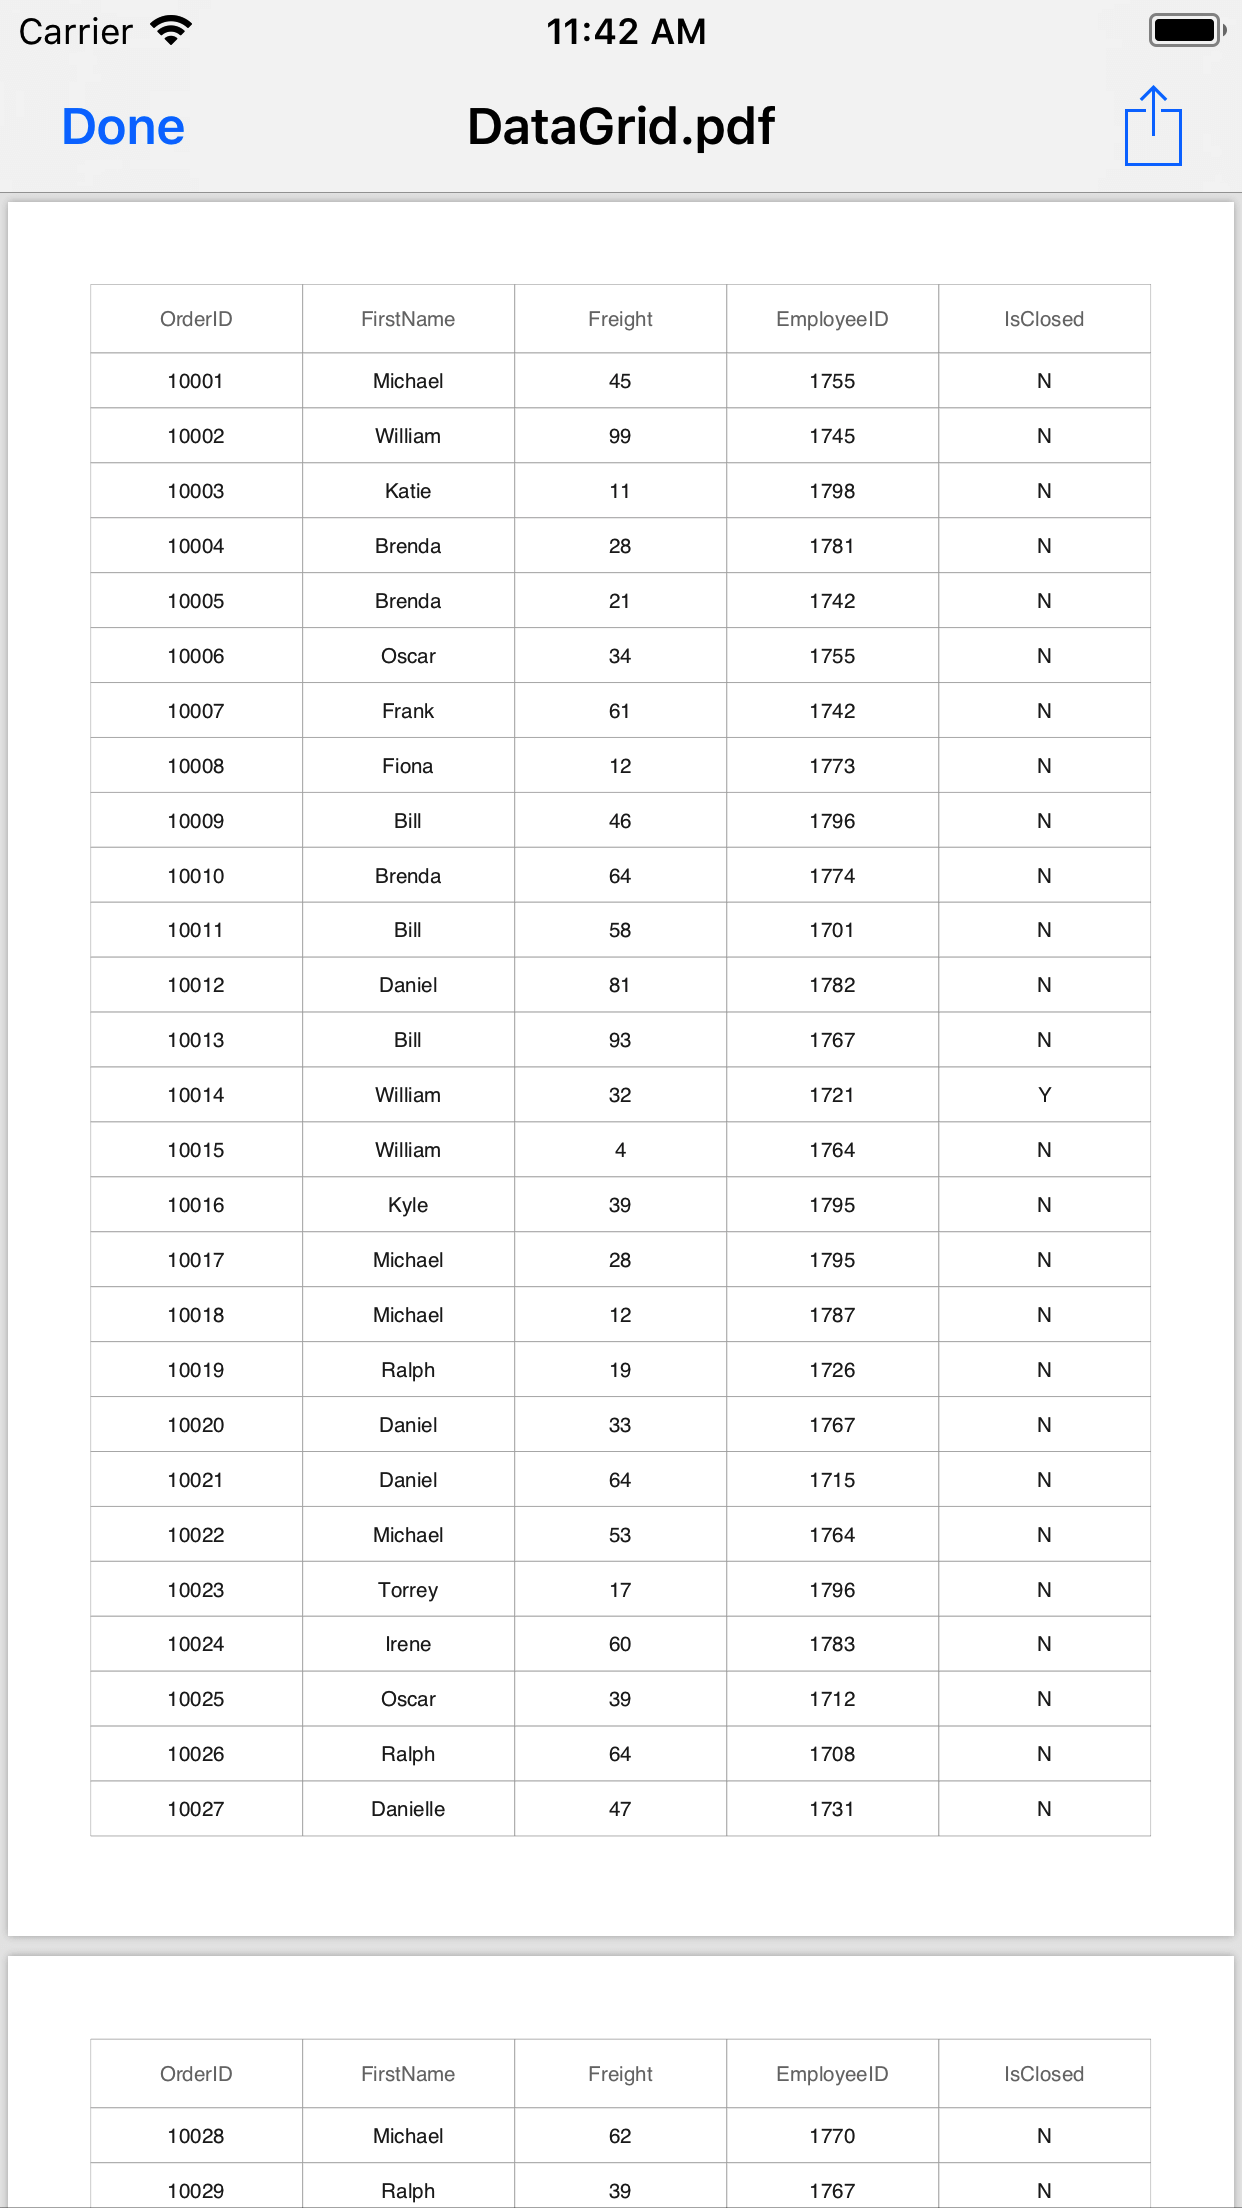 Carrier 11:42 AM
Done DataGrid.pdf
OrderID FirstName Freight EmployeeID IsClosed
10001 Michael 45 1755 N
10002 William 99 1745 N
10003 Katie 11 1798 N
10004 Brenda 28 1781 N
10005 Brenda 21 1742 N
10006 Oscar 34 1755 N
10007 Frank 61 1742 N
10008 Fiona 12 1773 N
10009 Bill 46 1796 N
10010 Brenda 64 1774 N
10011 Bill 58 1701 N
10012 Daniel 81 1782 N
10013 Bill 93 1767 N
10014 William 32 1721 Y
10015 William 4 1764 N
10016 Kyle 39 1795 N
10017 Michael 28 1795 N
10018 Michael 12 1787 N
10019 Ralph 19 1726 N
10020 Daniel 33 1767 N
10021 Daniel 64 1715 N
10022 Michael 53 1764 N
10023 Torrey 17 1796 N
10024 Irene 60 1783 N
10025 Oscar 39 1712 N
10026 Ralph 64 1708 N
10027 Danielle 47 1731 N
OrderID FirstName Freight EmployeeID IsClosed
10028 Michael 62 1770 N
10029 Ralph 39 1767 N